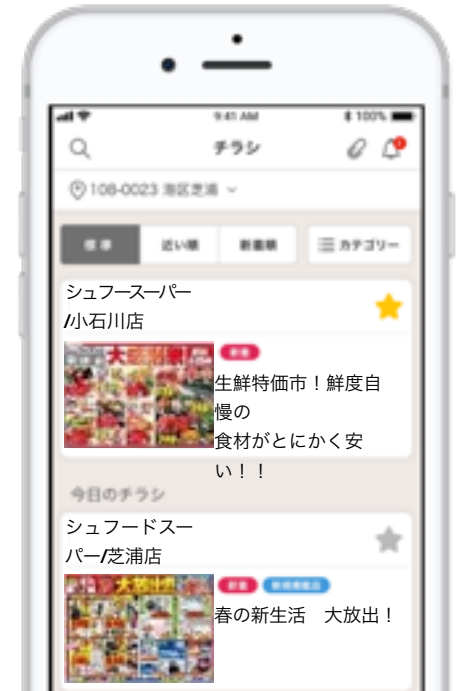 9:41 AM
100%
チラシ
108-0023 港区芝浦
標準
近い順
新着順
カテゴリー
シュフースーパー
/小石川店
新着
大
生鮮特価市！鮮度自
慢の
食材がとにかく安
い！！
今日のチラシ
シュフードスー
パー/芝浦店
新着
大放出
春の新生活　大放出！